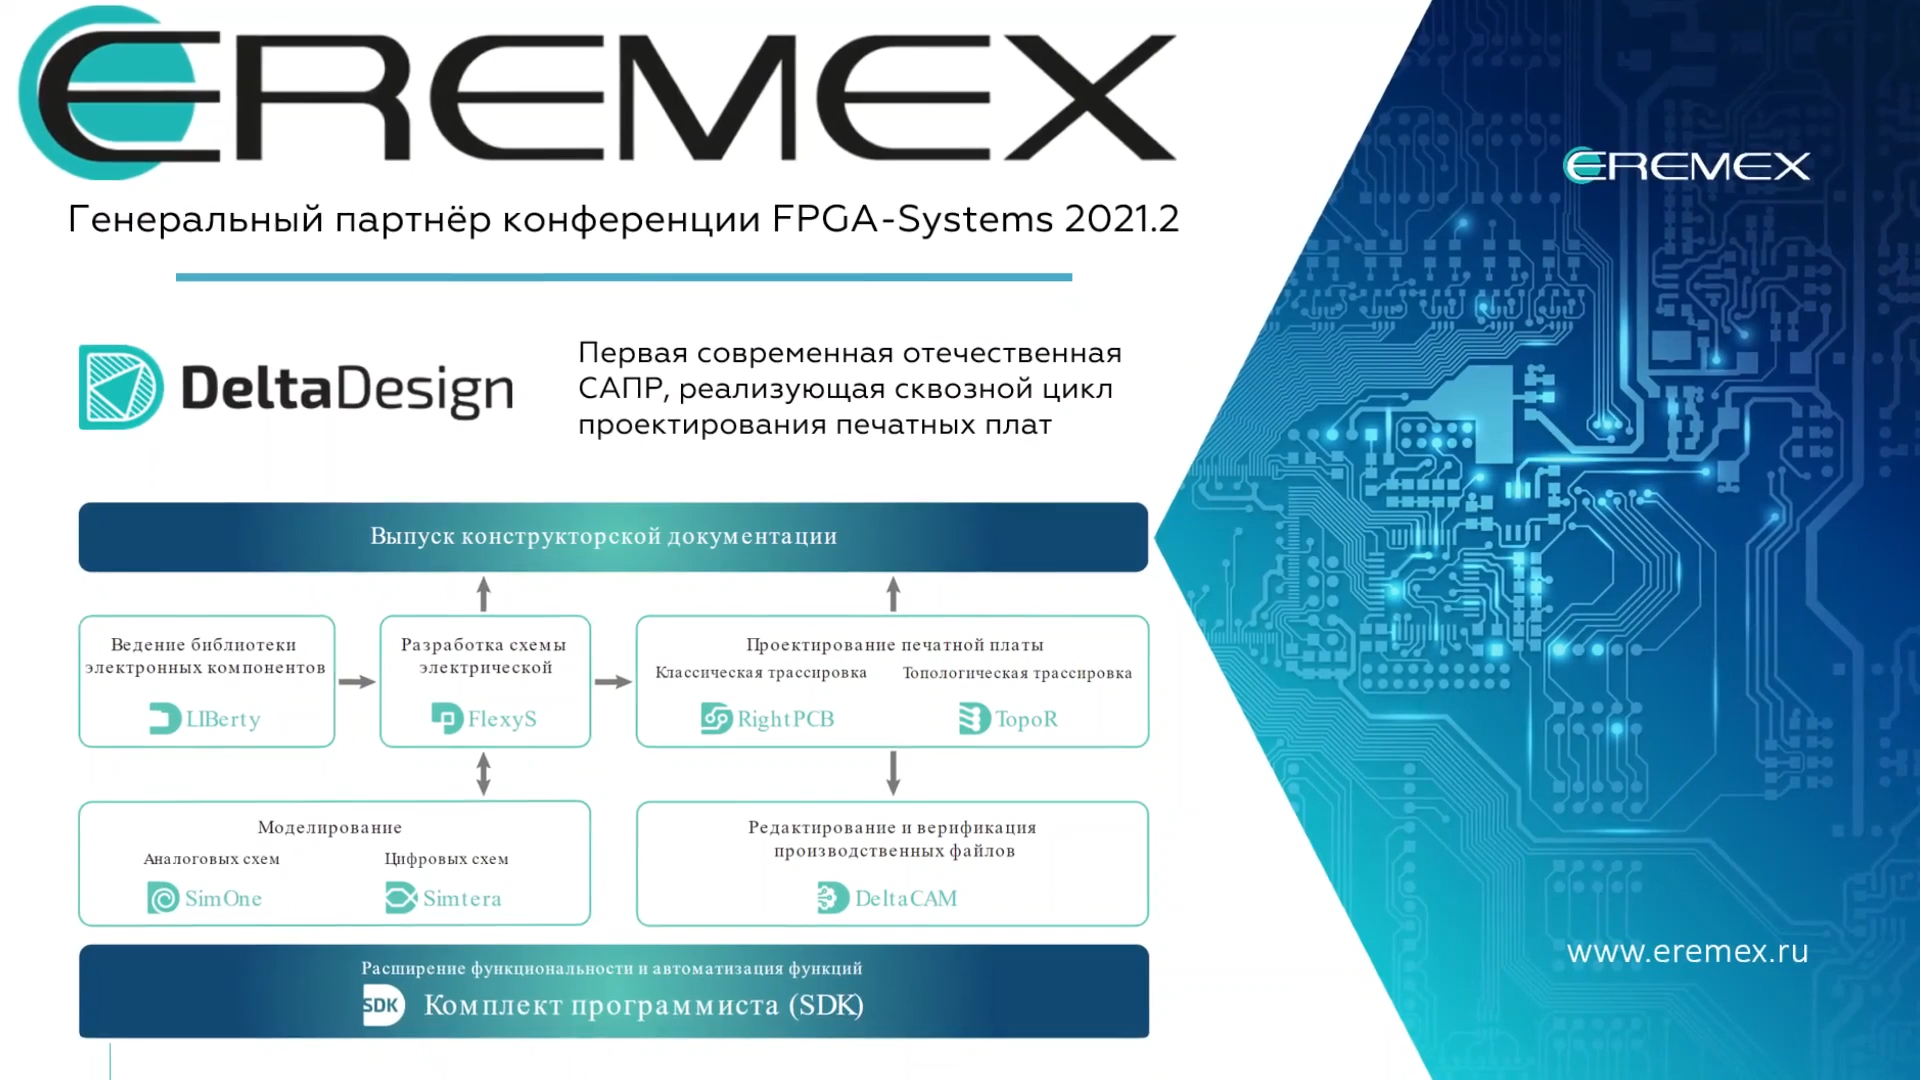 EREMEX
EREMEX
Генеральный партнёр конференции FPGA-Systems 2021.2
DeltaDesign
Первая современная отечественная
САПР, реализующая сквозной цикл
проектирования печатных плат
Выпуск конструкторской документации
Ведение библиотеки
электронных компонентов
LIBerty
Разработка схемы
электрической
FlexyS
Проектирование печатной платы
Классическая трассировка
RightPCB
Топологическая трассировка
TopoR
Моделирование
Аналоговых схем
SimOne
Цифровых схем
Simtera
Редактирование и верификация
производственных файлов
DeltaCAM
www.eremex.ru
Расширение функциональности и автоматизация функций
SDK Комплект программиста (SDK)